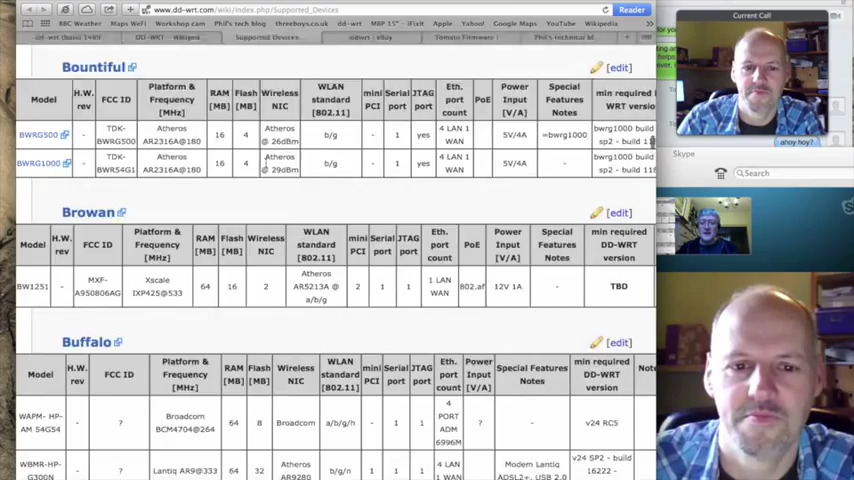 www.dd-wrt.com/wiki/index.php/Supported_Devices
Reader
BBC Weather Maps WeFi Workshop cam Phil's tech blog threeboys.co.uk dd-wrt MBP 15" - iFixit Apple Yahoo! Google Maps YouTube Wikipedia
Supported Devices...
Bountiful [edit]
Model H.W. rev FCC ID Platform & Frequency [MHz] RAM [MB] Flash [MB] Wireless NIC WLAN standard [802.11] mini PCI Serial port JTAG port Eth. port count PoE Power Input [V/A] Special Features Notes min required
BWRG500 - TDK-BWRG500 Atheros AR2316A@180 16 4 Atheros @ 26dBm b/g - 1 yes 4 LAN 1 WAN 5V/4A =bwrg1000 bwrg1000 build
BWRG1000 - TDK-BWR54G1 Atheros AR2316A@180 16 4 Atheros @ 29dBm b/g - 1 yes 4 LAN 1 WAN 5V/4A - bwrg1000 build
Browan [edit]
Model H.W. rev FCC ID Platform & Frequency [MHz] RAM [MB] Flash [MB] Wireless NIC WLAN standard [802.11] mini PCI Serial port JTAG port Eth. port count PoE Power Input [V/A] Special Features Notes min required DD-WRT version
BW1251 - MXF-A950806AG Xscale IXP425@533 64 16 2 Atheros AR5213A @ a/b/g 2 1 1 1 LAN WAN 802.af 12V 1A - TBD
Buffalo [edit]
Model H.W. rev FCC ID Platform & Frequency [MHz] RAM [MB] Flash [MB] Wireless NIC WLAN standard [802.11] mini PCI Serial port JTAG port Eth. port count Power Input [V/A] Special Features Notes min required DD-WRT version
WAPM- HP-AM 54G54 - ? Broadcom BCM4704@264 64 8 Broadcom a/b/g/h - 1 1 4 PORT ADM 6996M ? - v24 RC5
WBMR-HP-G300N - ? Lantiq AR9@333 64 32 Atheros AR9280 b/g/n 1 1 1 4 LAN 1 WAN Modem Lantiq ADSL2+, USB 2.0 v24 SP2 - build 16222 -
Current Call
ahoy hoy?
Skype
Search